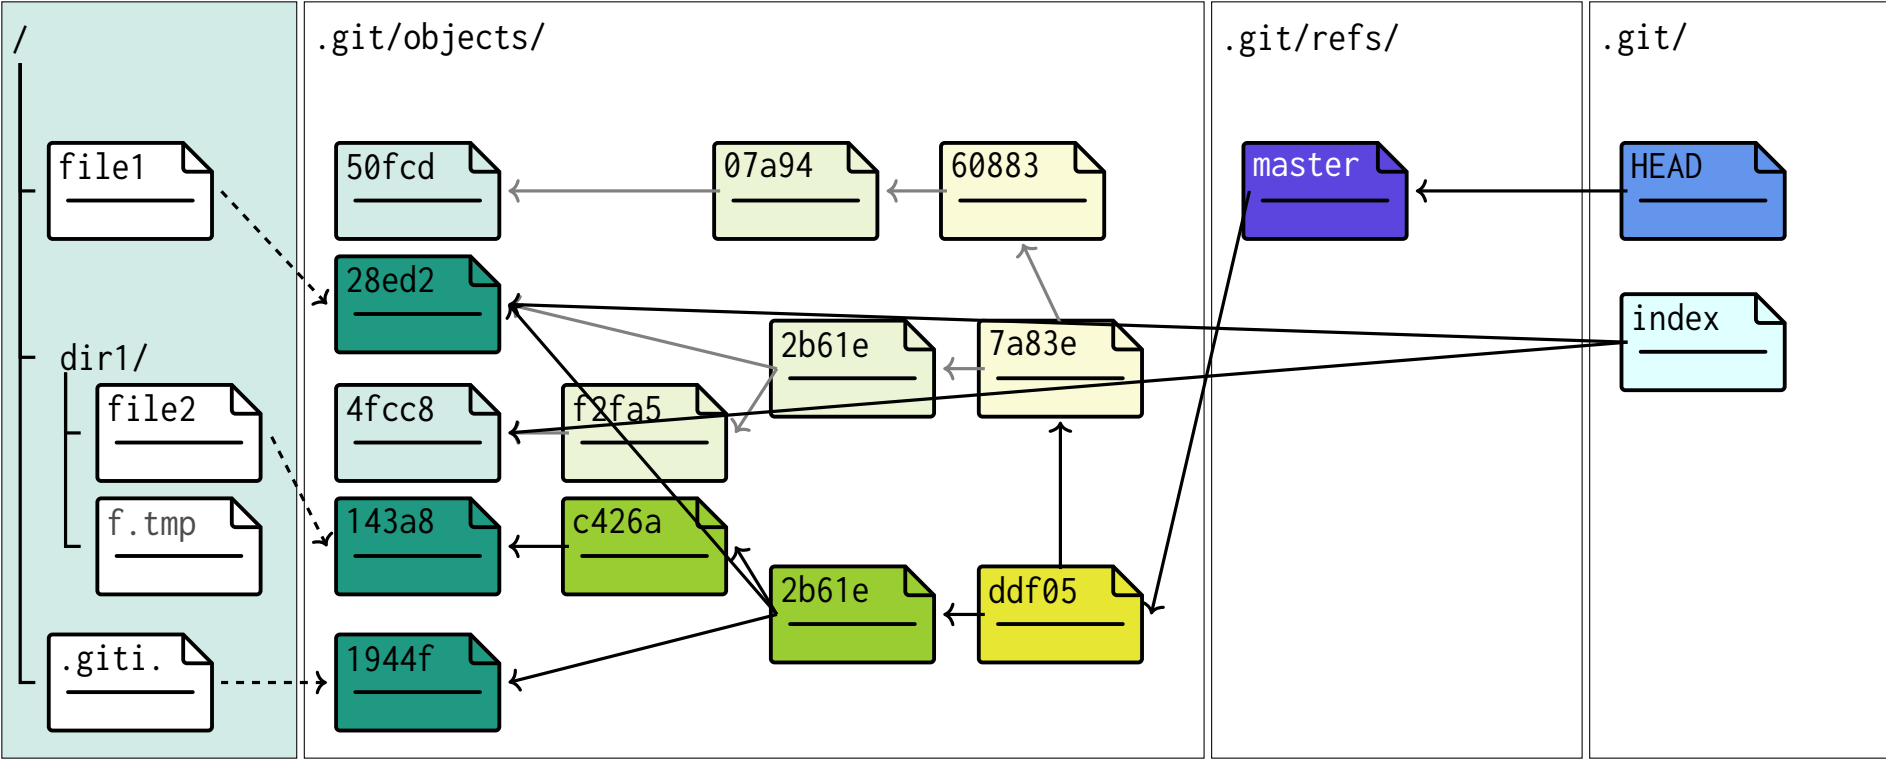 /
.git/objects/
.git/refs/
.git/
file1
50fcd
07a94
60883
master
HEAD
28ed2
index
2b61e
7a83e
dir1/
file2
4fcc8
f2fa5
f.tmp
143a8
c426a
2b61e
ddf05
.giti.
1944f